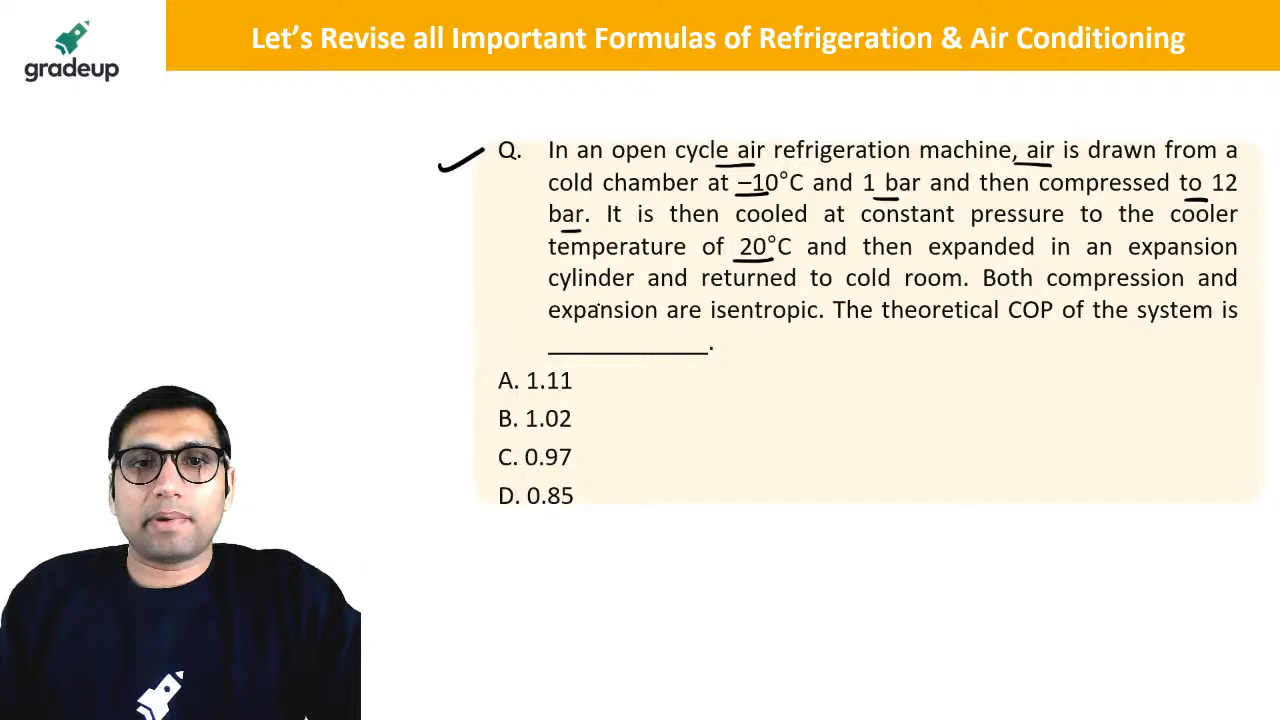 Let's Revise all Important Formulas of Refrigeration & Air Conditioning
gradeup
Q. In an open cycle air refrigeration machine, air is drawn from a
cold chamber at –10°C and 1 bar and then compressed to 12
bar. It is then cooled at constant pressure to the cooler
temperature of 20°C and then expanded in an expansion
cylinder and returned to cold room. Both compression and
expansion are isentropic. The theoretical COP of the system is
____________.
A. 1.11
B. 1.02
C. 0.97
D. 0.85